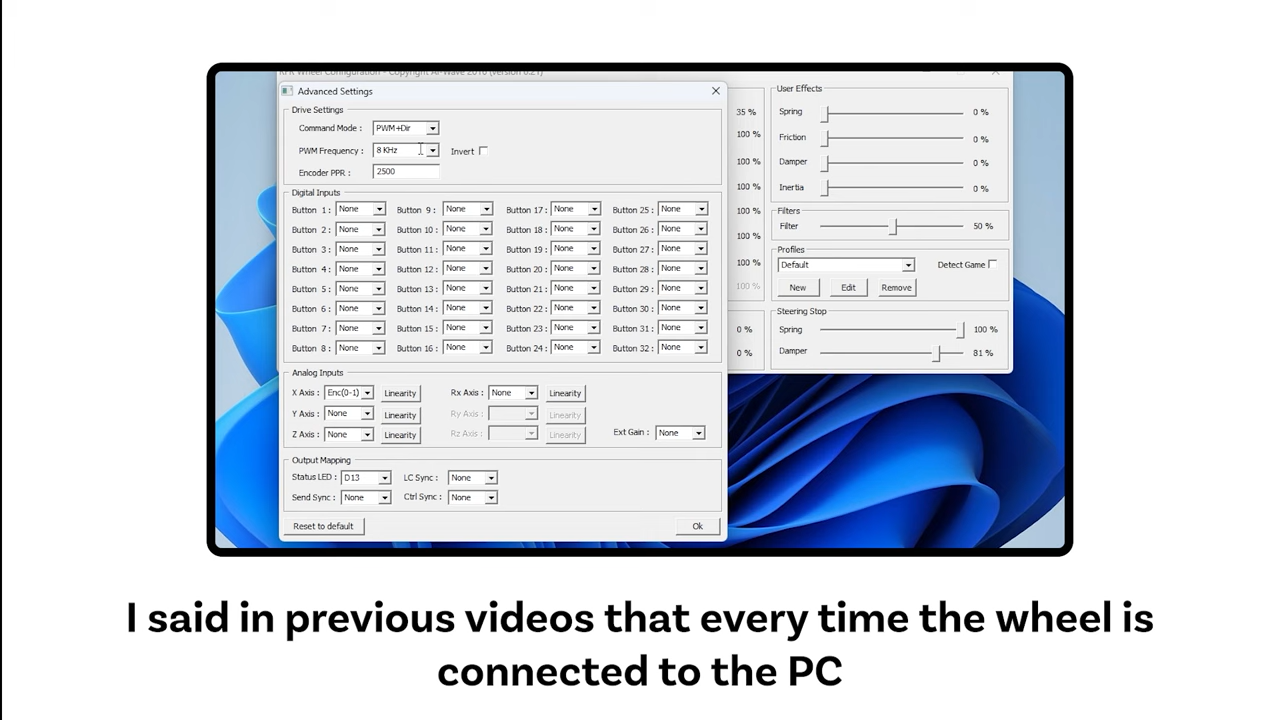 Wheel Configuration - Copyright
Advanced Settings
Drive Settings
Command Mode : PWM+Dir
PWM Frequency : 8 KHz Invert
Encoder PPR : 2500
Digital Inputs
Button 1 : None Button 9 : None Button 17 : None Button 25 : None
Button 2 : None Button 10 : None Button 18 : None Button 26 : None
Button 3 : None Button 11 : None Button 19 : None Button 27 : None
Button 4 : None Button 12 : None Button 20 : None Button 28 : None
Button 5 : None Button 13 : None Button 21 : None Button 29 : None
Button 6 : None Button 14 : None Button 22 : None Button 30 : None
Button 7 : None Button 15 : None Button 23 : None Button 31 : None
Button 8 : None Button 16 : None Button 24 : None Button 32 : None
Analog Inputs
X Axis : Enc(0-1) Linearity Rx Axis : None Linearity
Y Axis : None Linearity Ry Axis : Linearity
Z Axis : None Linearity Rz Axis : Linearity Ext Gain : None
Output Mapping
Status LED : D13 LC Sync : None
Send Sync : None Ctrl Sync : None
Reset to default Ok
35 %
100 %
100 %
100 %
100 %
100 %
100 %
100 %
0 %
0 %
User Effects
Spring 0 %
Friction 0 %
Damper 0 %
Inertia 0 %
Filters
Filter 50 %
Profiles
Default Detect Game
New Edit Remove
Steering Stop
Spring 100 %
Damper 81 %
I said in previous videos that every time the wheel is
connected to the PC